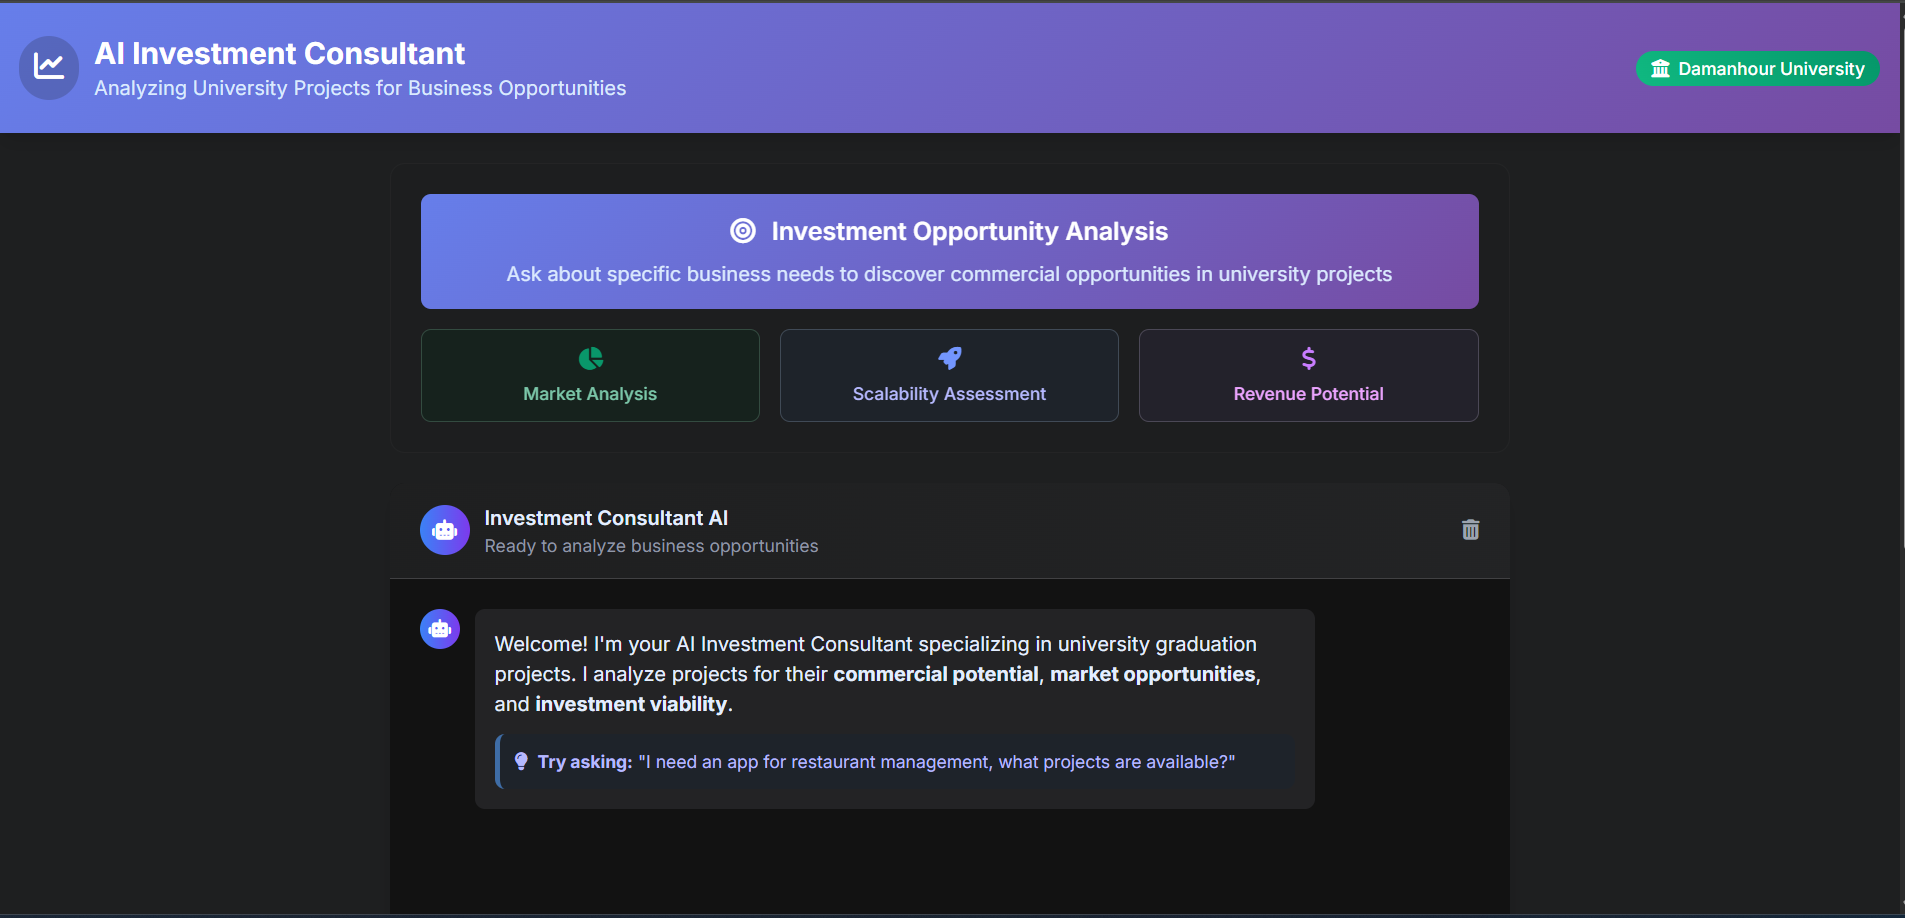 AI Investment Consultant
Analyzing University Projects for Business Opportunities
Damanhour University
Investment Opportunity Analysis
Ask about specific business needs to discover commercial opportunities in university projects
Market Analysis
Scalability Assessment
Revenue Potential
Investment Consultant AI
Ready to analyze business opportunities
Welcome! I'm your AI Investment Consultant specializing in university graduation
projects. I analyze projects for their commercial potential, market opportunities,
and investment viability.
Try asking: "I need an app for restaurant management, what projects are available?"